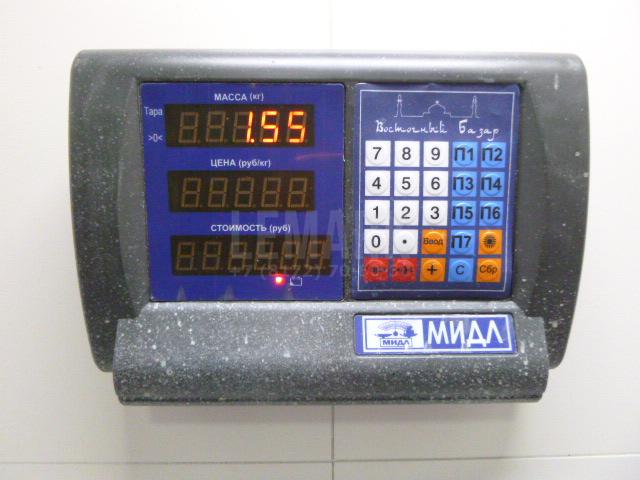 МАССА (кг)
Тара
1.55
>0<
ЦЕНА (руб/кг)
СТОИМОСТЬ (руб)
Восточный Базар
7 8 9 П1 П2
4 5 6 П3 П4
1 2 3 П5 П6
0 • Ввод П7
+ С Сбр
МИДЛ
МИДЛ
LEMAN